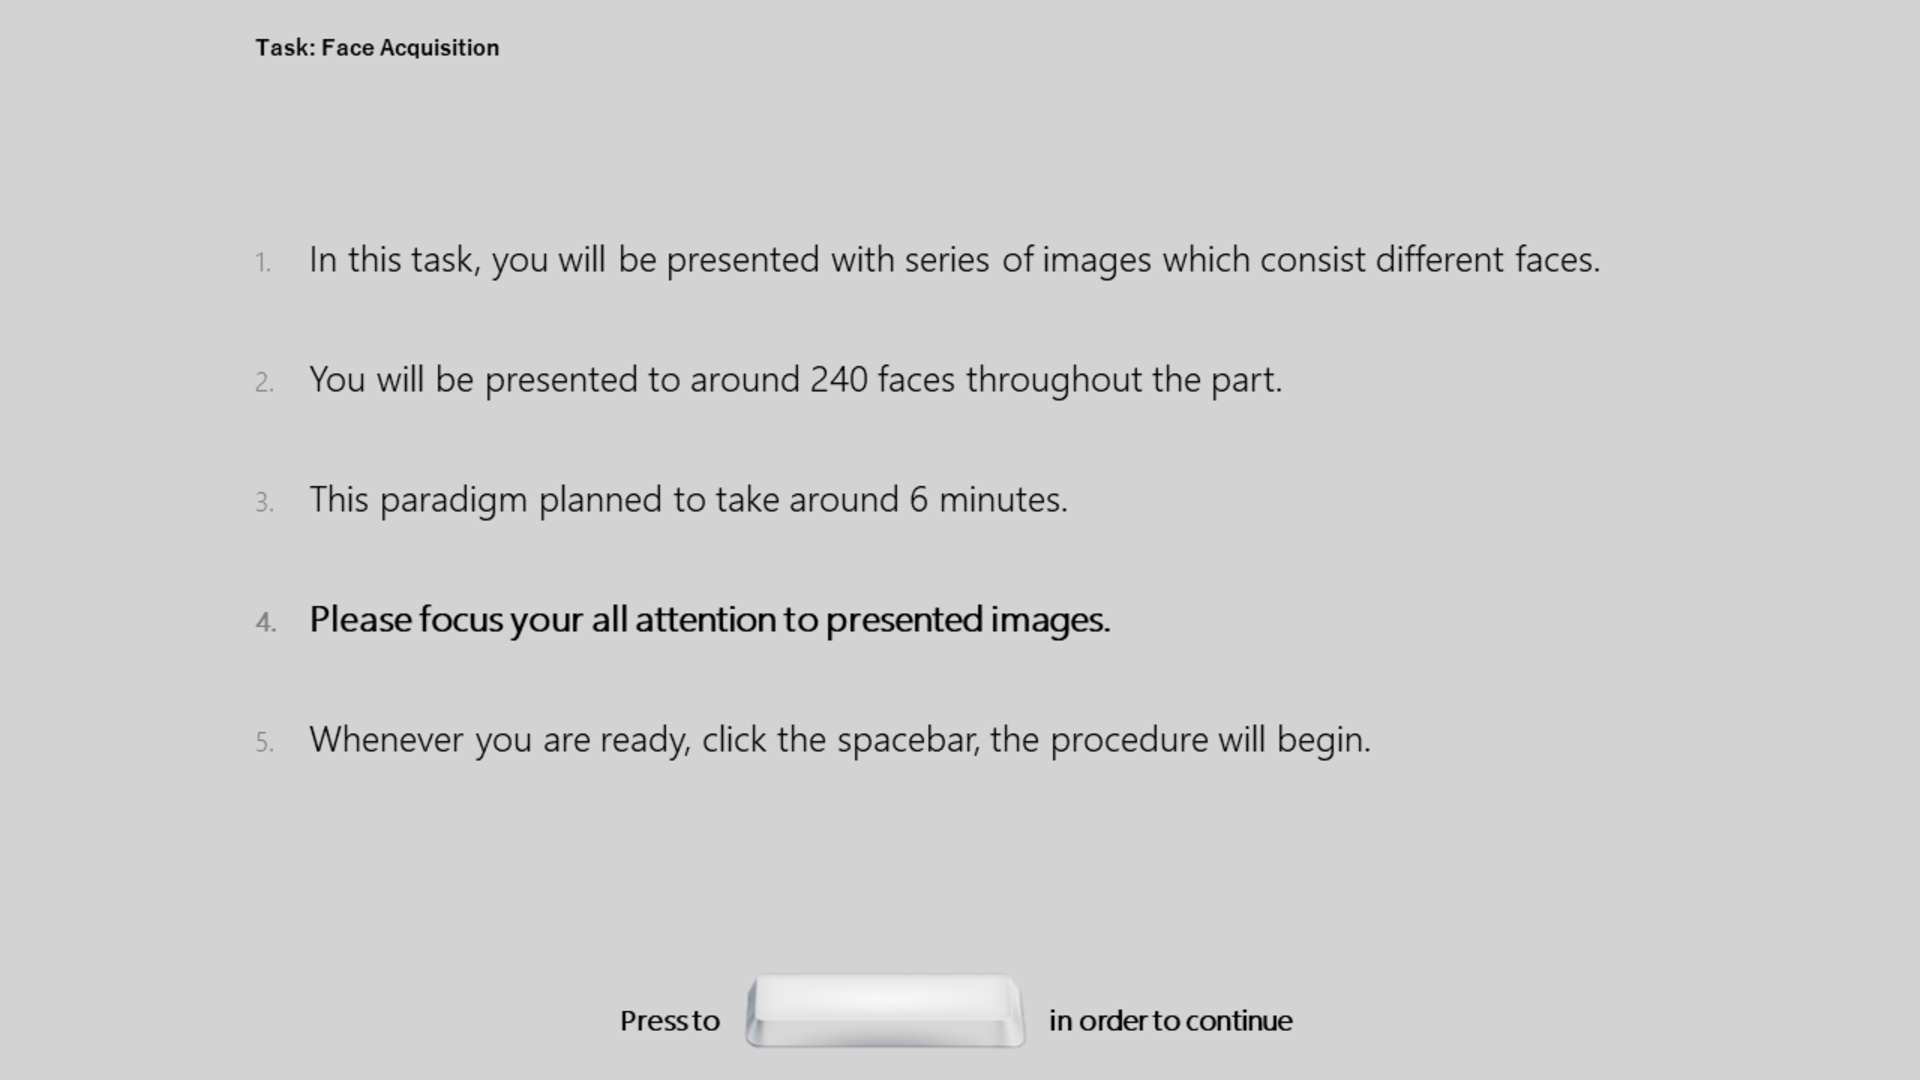 Task: Face Acquisition
1. In this task, you will be presented with series of images which consist different faces.
2. You will be presented to around 240 faces throughout the part.
3. This paradigm planned to take around 6 minutes.
4. Please focus your all attention to presented images.
5. Whenever you are ready, click the spacebar, the procedure will begin.
Press to in order to continue